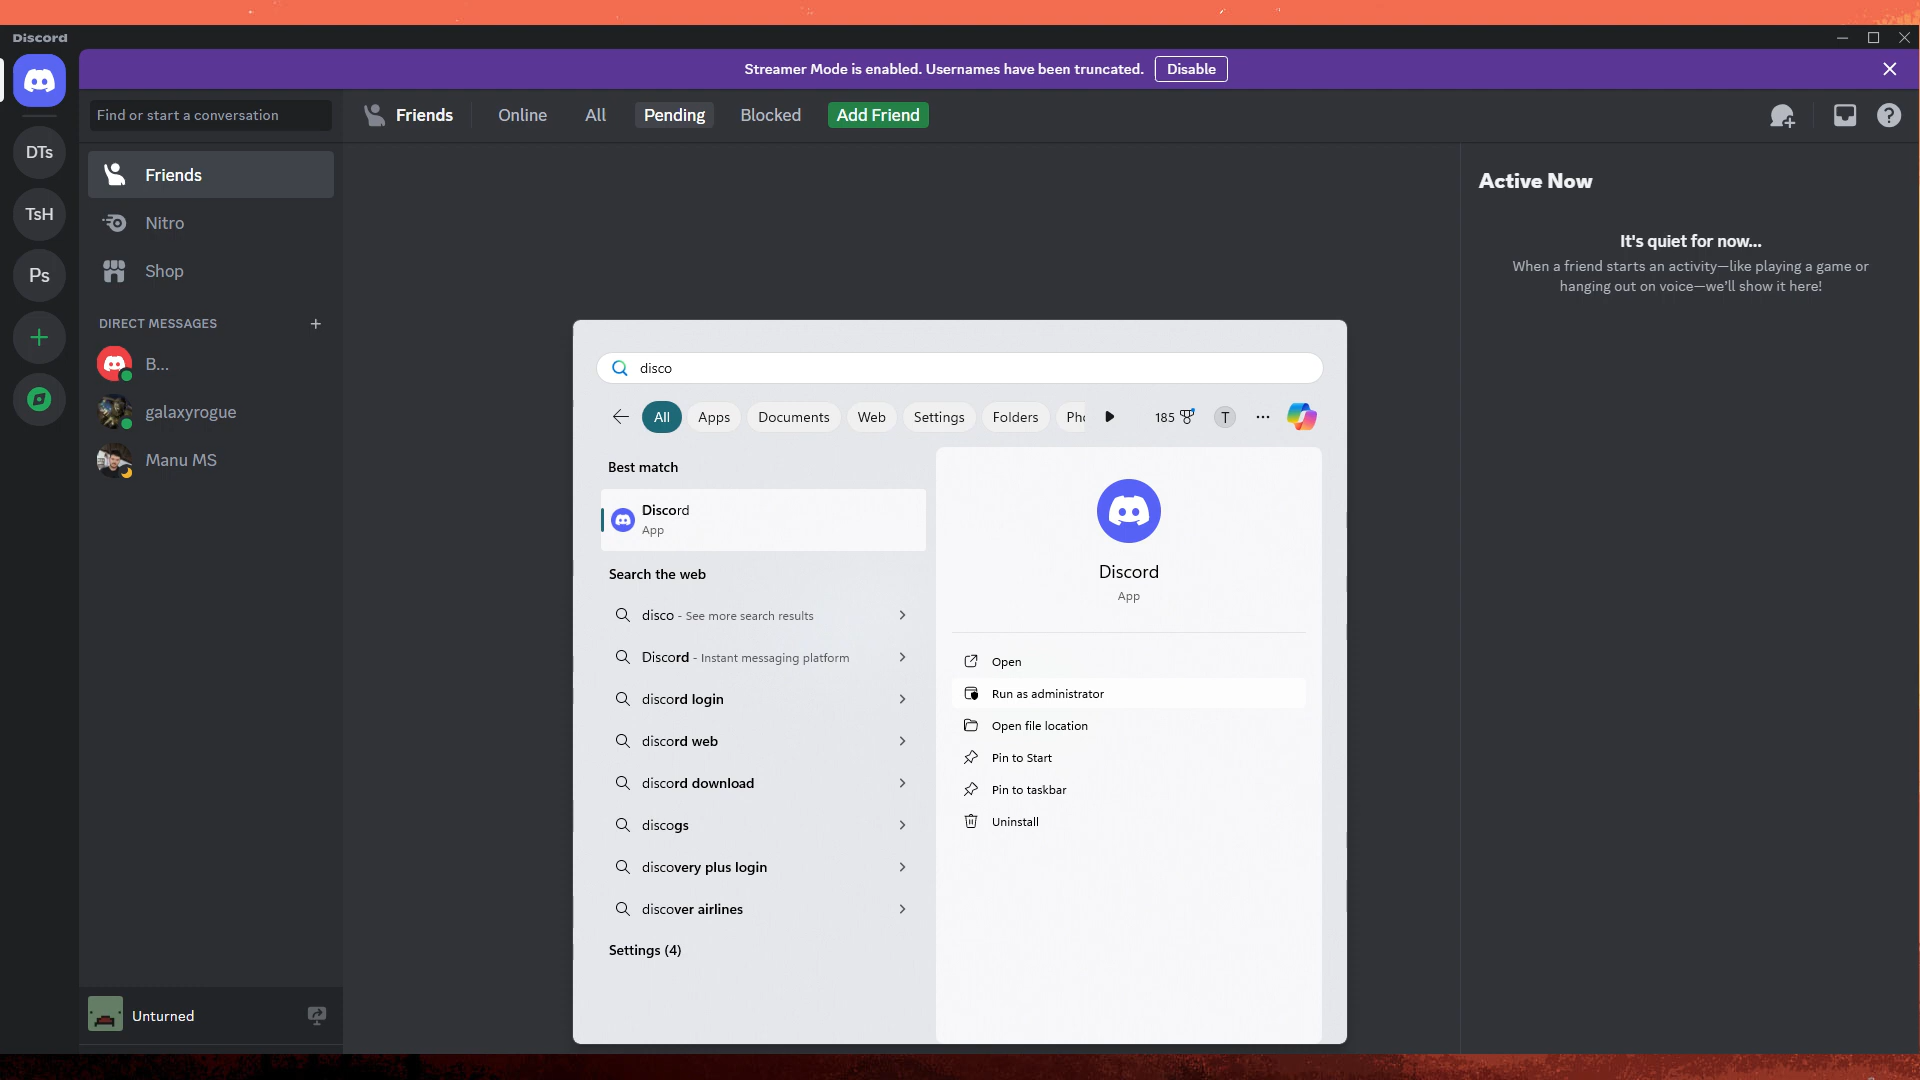 Discord
Streamer Mode is enabled. Usernames have been truncated.
Disable
Find or start a conversation
Friends
Online
All
Pending
Blocked
Add Friend
DTs
TsH
Ps
Friends
Nitro
Shop
DIRECT MESSAGES
B...
galaxyrogue
Manu MS
Unturned
Active Now
It's quiet for now...
When a friend starts an activity—like playing a game or
hanging out on voice—we'll show it here!
disco
All
Apps
Documents
Web
Settings
Folders
Pho
185
T
Best match
Discord
App
Search the web
disco - See more search results
Discord - Instant messaging platform
discord login
discord web
discord download
discogs
discovery plus login
discover airlines
Settings (4)
Discord
App
Open
Run as administrator
Open file location
Pin to Start
Pin to taskbar
Uninstall